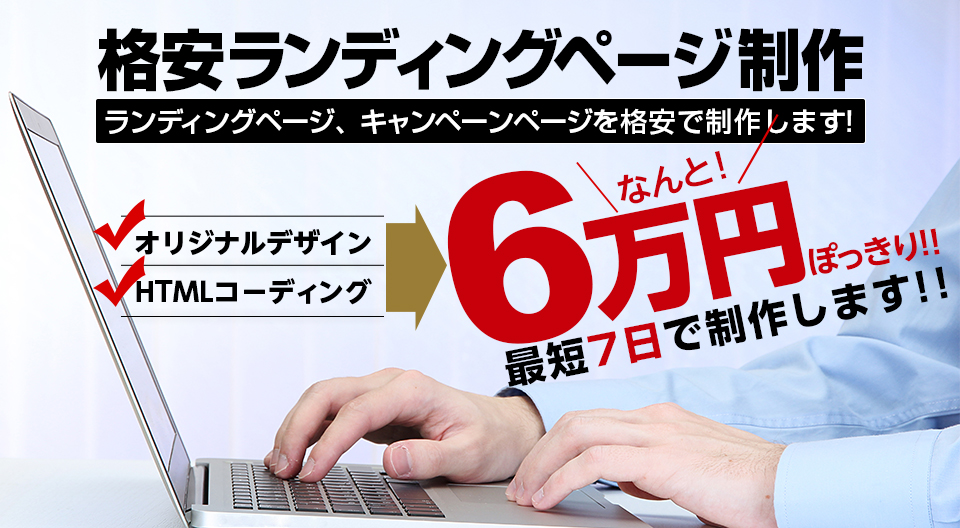 格安ランディングページ制作
ランディングページ、キャンペーンページを格安で制作します!
オリジナルデザイン
HTMLコーディング
なんと!
6万円ぽっきり!!
最短7日で制作します!!